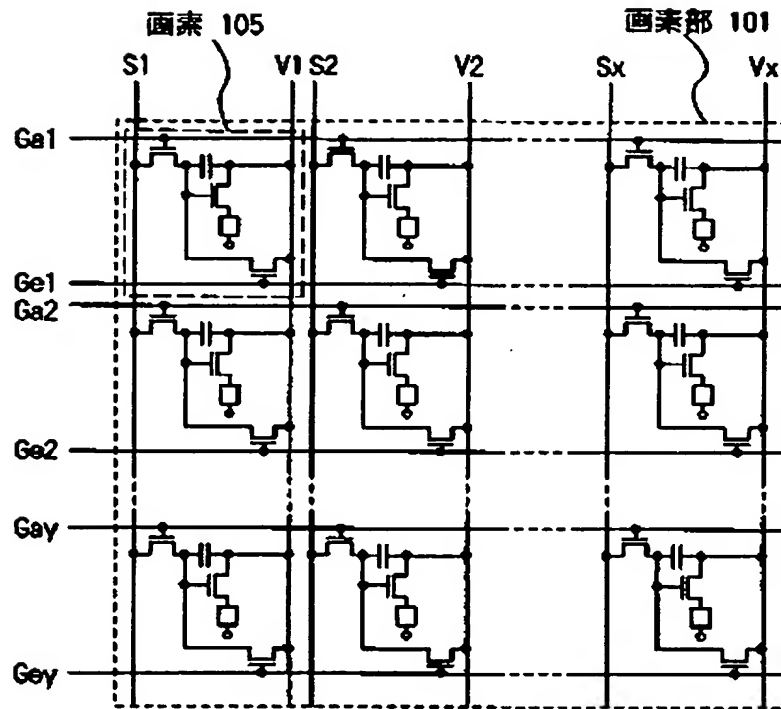 画素 105
画素部 101
S1 V1 S2 V2 Sx Vx
Ga1
Ge1
Ga2
Ge2
Gay
Gey